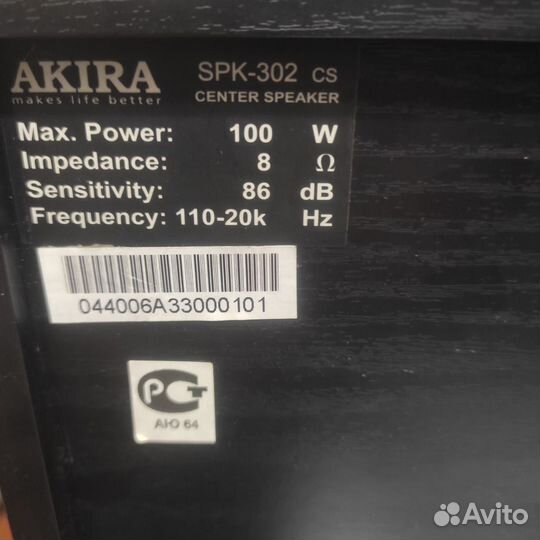 AKIRA
makes life better
SPK-302 CS
CENTER SPEAKER
Max. Power: 100 W
Impedance: 8 Ω
Sensitivity: 86 dB
Frequency: 110-20k Hz
044006A33000101
РСТ
АЮ 64
Avito